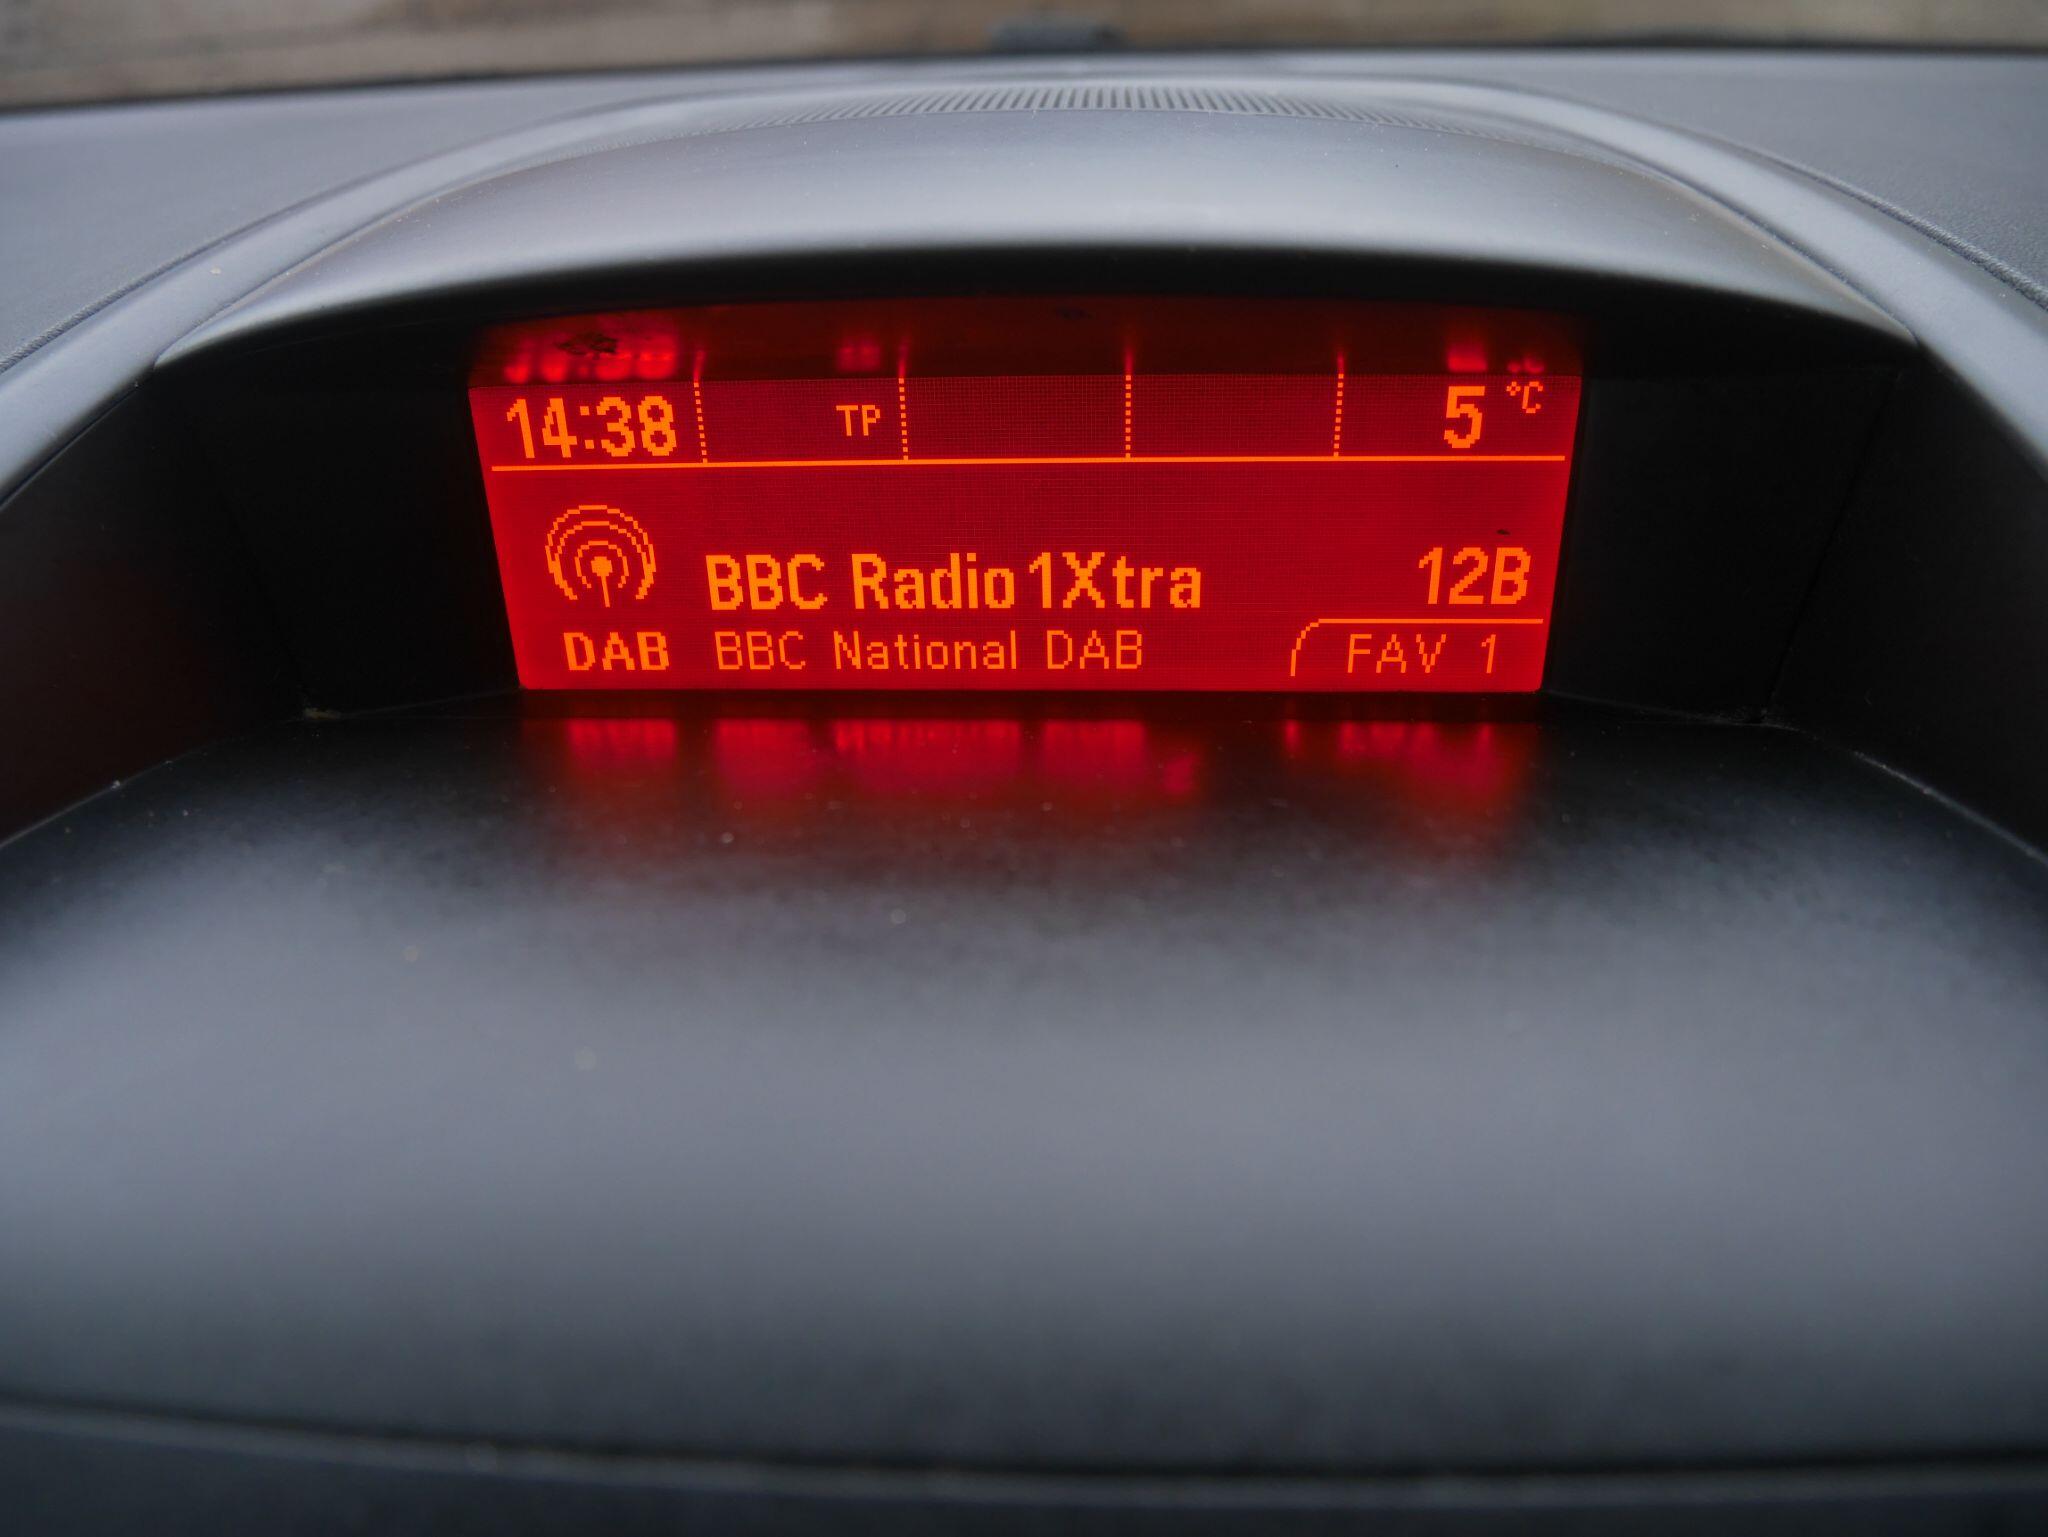 14:38 TP 5 °C
BBC Radio 1Xtra 12B
DAB BBC National DAB FAV 1